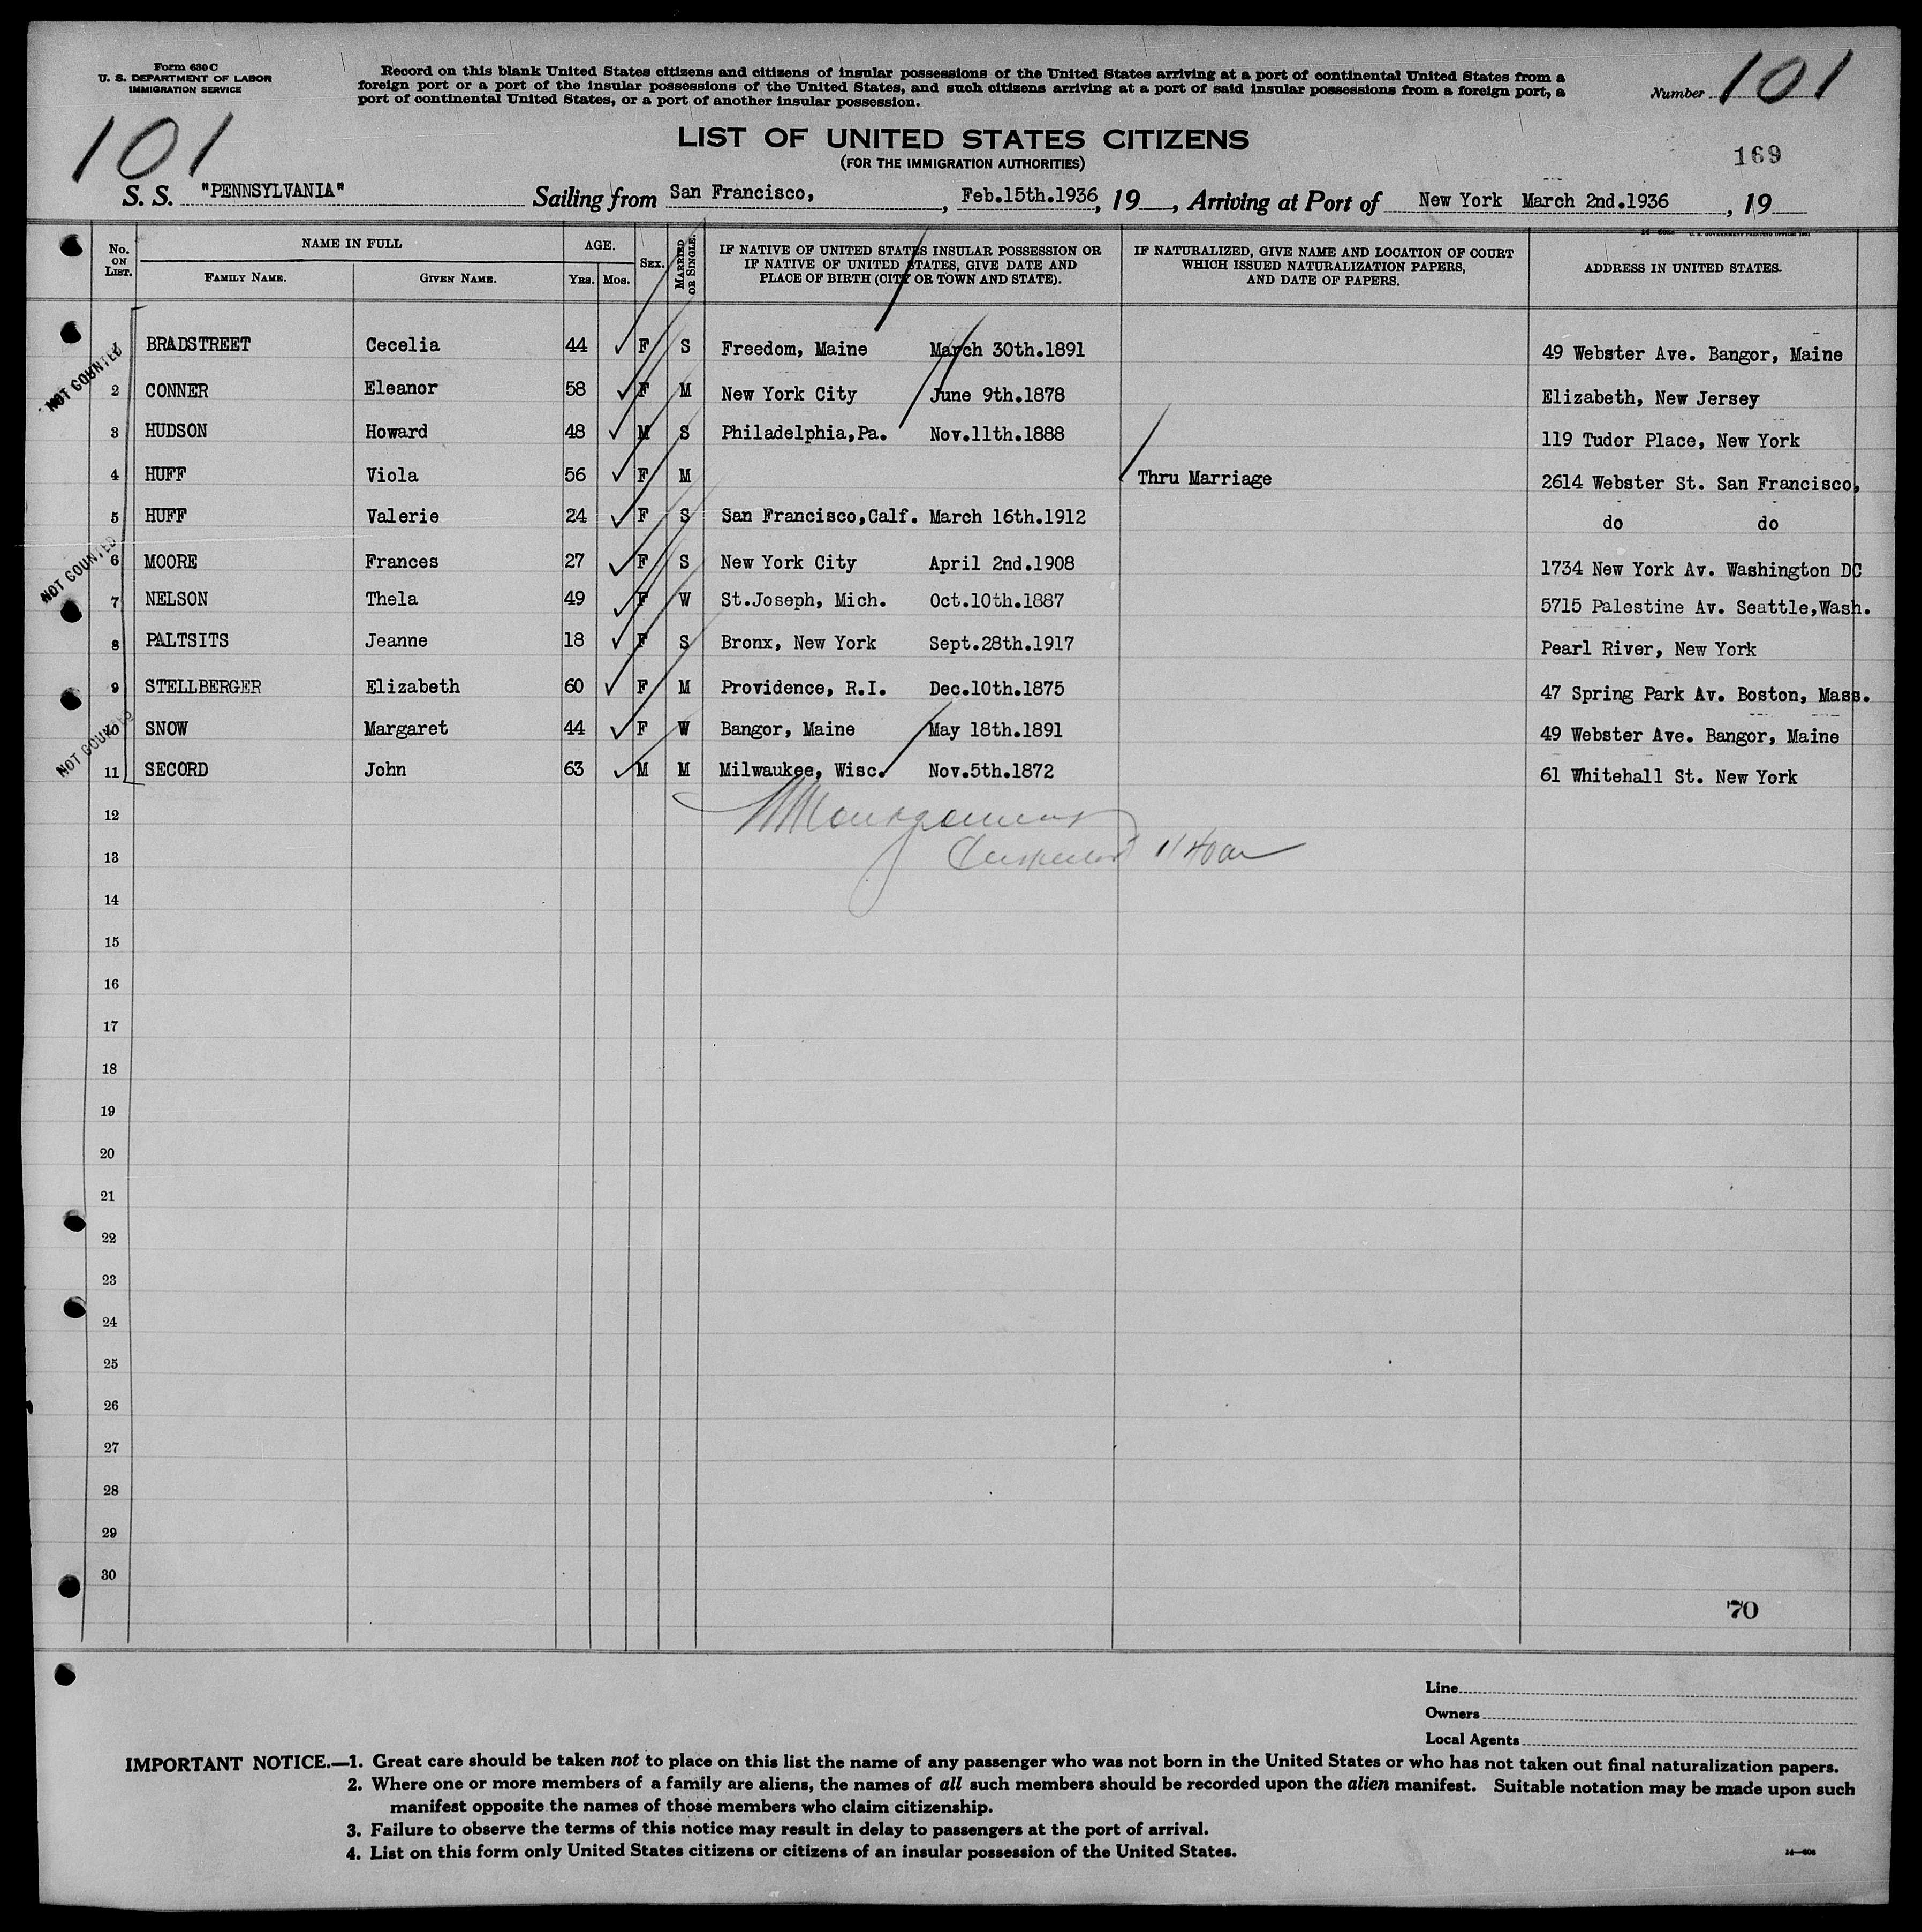 Form 630 C
U. S. DEPARTMENT OF LABOR
IMMIGRATION SERVICE
Record on this blank United States citizens and citizens of insular possessions of the United States arriving at a port of continental United States from a
foreign port or a port of the insular possessions of the United States, and such citizens arriving at a port of said insular possessions from a foreign port, a
port of continental United States, or a port of another insular possession.
Number 101
101
LIST OF UNITED STATES CITIZENS
(FOR THE IMMIGRATION AUTHORITIES)
169
S. S. "PENNSYLVANIA" Sailing from San Francisco, , Feb.15th.1936, 19 , Arriving at Port of New York March 2nd.1936 , 19
No. ON LIST.
NAME IN FULL
FAMILY NAME. GIVEN NAME.
AGE.
YRS. MOS.
SEX.
MARRIED OR SINGLE.
IF NATIVE OF UNITED STATES INSULAR POSSESSION OR
IF NATIVE OF UNITED STATES, GIVE DATE AND
PLACE OF BIRTH (CITY OR TOWN AND STATE).
IF NATURALIZED, GIVE NAME AND LOCATION OF COURT
WHICH ISSUED NATURALIZATION PAPERS,
AND DATE OF PAPERS.
ADDRESS IN UNITED STATES.
NOT COUNTED
1 BRADSTREET Cecelia 44 ✓ F S Freedom, Maine March 30th.1891 49 Webster Ave. Bangor, Maine
2 CONNER Eleanor 58 ✓ F M New York City June 9th.1878 Elizabeth, New Jersey
3 HUDSON Howard 48 ✓ M S Philadelphia,Pa. Nov.11th.1888 119 Tudor Place, New York
4 HUFF Viola 56 ✓ F M Thru Marriage 2614 Webster St. San Francisco,
5 HUFF Valerie 24 ✓ F S San Francisco,Calf. March 16th.1912 do do
NOT COUNTED
6 MOORE Frances 27 ✓ F S New York City April 2nd.1908 1734 New York Av. Washington DC
7 NELSON Thela 49 ✓ F W St.Joseph, Mich. Oct.10th.1887 5715 Palestine Av. Seattle,Wash.
8 PALTSITS Jeanne 18 ✓ F S Bronx, New York Sept.28th.1917 Pearl River, New York
9 STELLBERGER Elizabeth 60 ✓ F M Providence, R.I. Dec.10th.1875 47 Spring Park Av. Boston, Mass.
NOT COUNTED
10 SNOW Margaret 44 ✓ F W Bangor, Maine May 18th.1891 49 Webster Ave. Bangor, Maine
11 SECORD John 63 ✓ M M Milwaukee, Wisc. Nov.5th.1872 61 Whitehall St. New York
12
Montgomery
13
Inspector 11 40am
14
15
16
17
18
19
20
21
22
23
24
25
26
27
28
29
30
70
Line
Owners
Local Agents
IMPORTANT NOTICE.—1. Great care should be taken not to place on this list the name of any passenger who was not born in the United States or who has not taken out final naturalization papers.
2. Where one or more members of a family are aliens, the names of all such members should be recorded upon the alien manifest. Suitable notation may be made upon such
manifest opposite the names of those members who claim citizenship.
3. Failure to observe the terms of this notice may result in delay to passengers at the port of arrival.
4. List on this form only United States citizens or citizens of an insular possession of the United States.